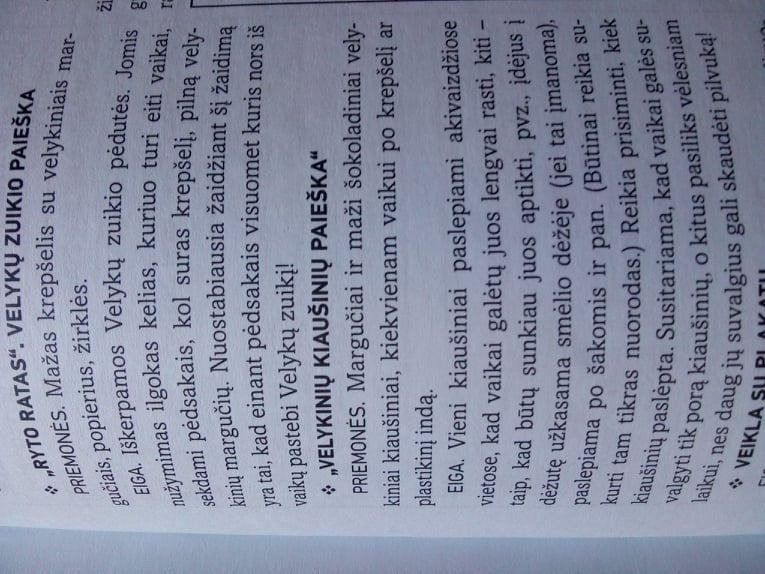 ❖ „RYTO RATAS“. VELYKŲ ZUIKIO PAIEŠKA
PRIEMONĖS. Mažas krepšelis su velykiniais mar-
gučiais, popierius, žirklės.
EIGA. Iškerpamos Velykų zuikio pėdutės. Jomis
nužymimas ilgokas kelias, kuriuo turi eiti vaikai,
sekdami pėdsakais, kol suras krepšelį, pilną vely-
kinių margučių. Nuostabiausia žaidžiant šį žaidimą
yra tai, kad einant pėdsakais visuomet kuris nors iš
vaikų pastebi Velykų zuikį!
❖ „VELYKINIŲ KIAUŠINIŲ PAIEŠKA“
PRIEMONĖS. Margučiai ir maži šokoladiniai vely-
kiniai kiaušiniai, kiekvienam vaikui po krepšelį ar
plastikinį indą.
EIGA. Vieni kiaušiniai paslepiami akivaizdžiose
vietose, kad vaikai galėtų juos lengvai rasti, kiti –
taip, kad būtų sunkiau juos aptikti, pvz., įdėjus į
dėžutę užkasama smėlio dėžėje (jei tai įmanoma),
paslepiama po šakomis ir pan. (Būtinai reikia su-
kurti tam tikras nuorodas.) Reikia prisiminti, kiek
kiaušinių paslėpta. Susitariama, kad vaikai galės su-
valgyti tik porą kiaušinių, o kitus pasiliks vėlesniam
laikui, nes daug jų suvalgius gali skaudėti pilvuką!
❖ VEIKLA SU PLAKATU